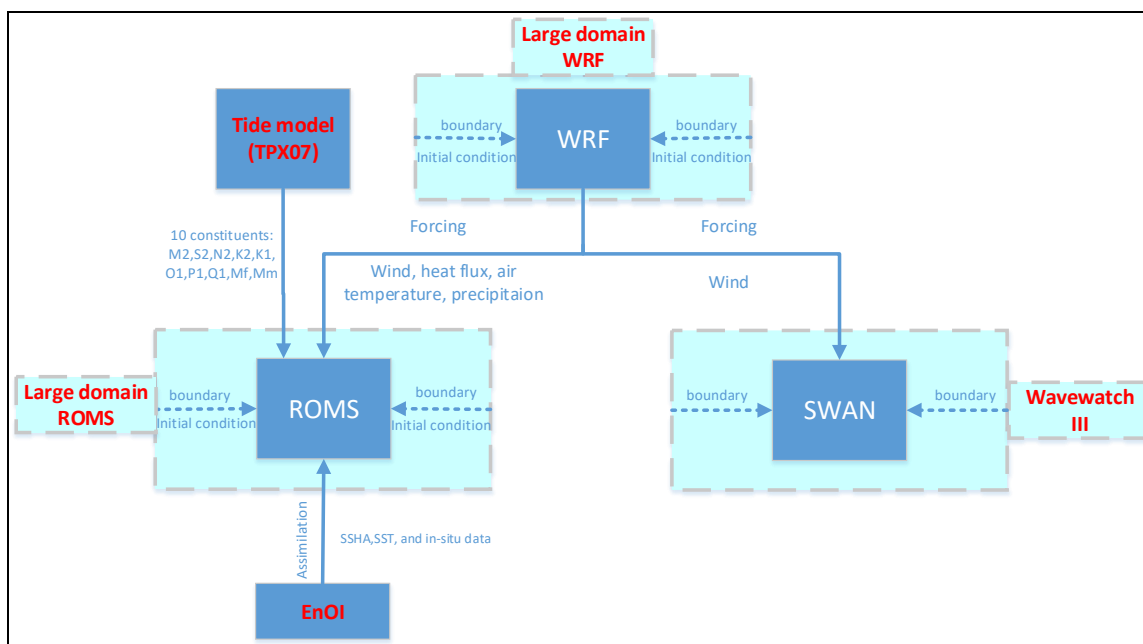 Large domain
WRF
boundary
Initial condition
WRF
boundary
Initial condition
Tide model
(TPX07)
10 constituents:
M2,S2,N2,K2,K1,
O1,P1,Q1,Mf,Mm
Forcing
Forcing
Wind, heat flux, air
temperature, precipitaion
Wind
Large domain
ROMS
boundary
Initial condition
ROMS
boundary
Initial condition
boundary
SWAN
boundary
Wavewatch
III
Assimilation
SSHA,SST, and in-situ data
EnOI